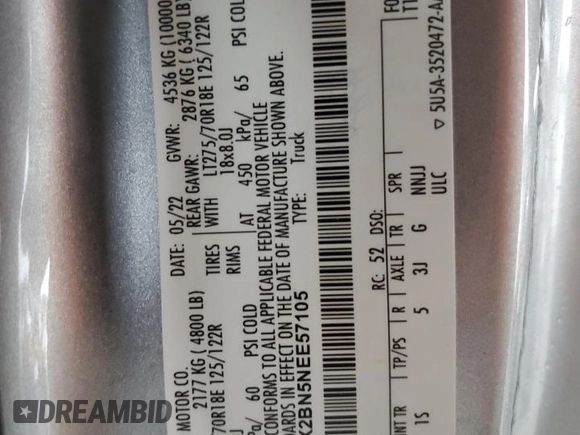 MOTOR CO.
DATE: 05/22 GVWR: 4536 KG (10000
2177 KG ( 4800 LB) REAR GAWR: 2876 KG ( 6340 LB)
70R18E 125/122R TIRES WITH LT275/70R18E 125/122R
J RIMS 18x8.0J
/ 60 PSI COLD AT 450 kPa/ 65 PSI COLD
CONFORMS TO ALL APPLICABLE FEDERAL MOTOR VEHICLE
ARDS IN EFFECT ON THE DATE OF MANUFACTURE SHOWN ABOVE.
X2BN5NEE57105 TYPE: Truck
RC: 52 DSO:
INT TR TP/PS R AXLE TR SPR
1S 5 3J G NNJJ
ULC
▽ 5U5A-3520472-A
DREAMBID